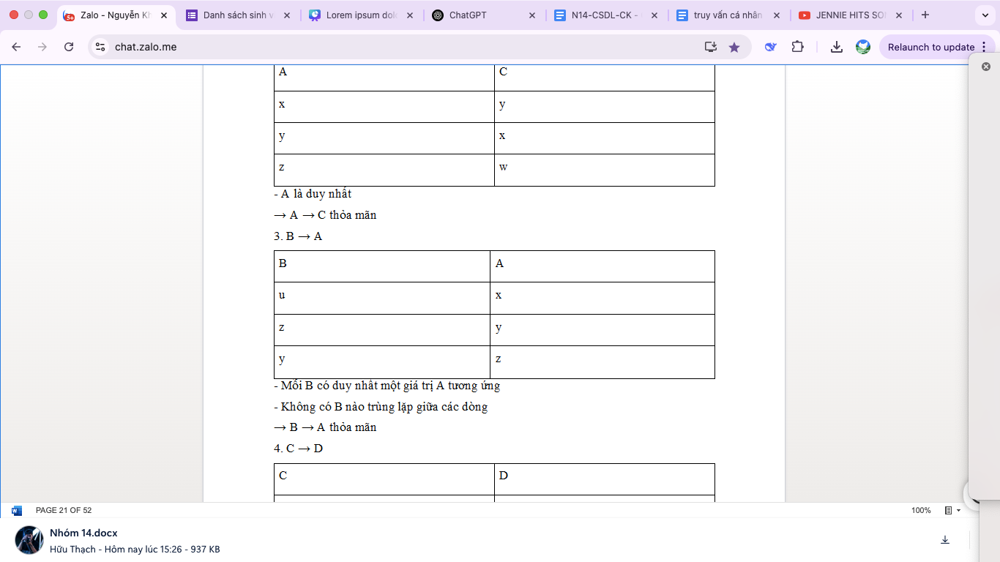 Zalo - Nguyễn Kh
Danh sách sinh v
Lorem ipsum dolo
ChatGPT
N14-CSDL-CK -
truy vấn cá nhân
JENNIE HITS SOL
chat.zalo.me
Relaunch to update
A C
x y
y x
z w
- A là duy nhất
→ A → C thỏa mãn
3. B → A
B A
u x
z y
y z
- Mỗi B có duy nhất một giá trị A tương ứng
- Không có B nào trùng lặp giữa các dòng
→ B → A thỏa mãn
4. C → D
C D
PAGE 21 OF 52
100%
Nhóm 14.docx
Hữu Thạch - Hôm nay lúc 15:26 - 937 KB